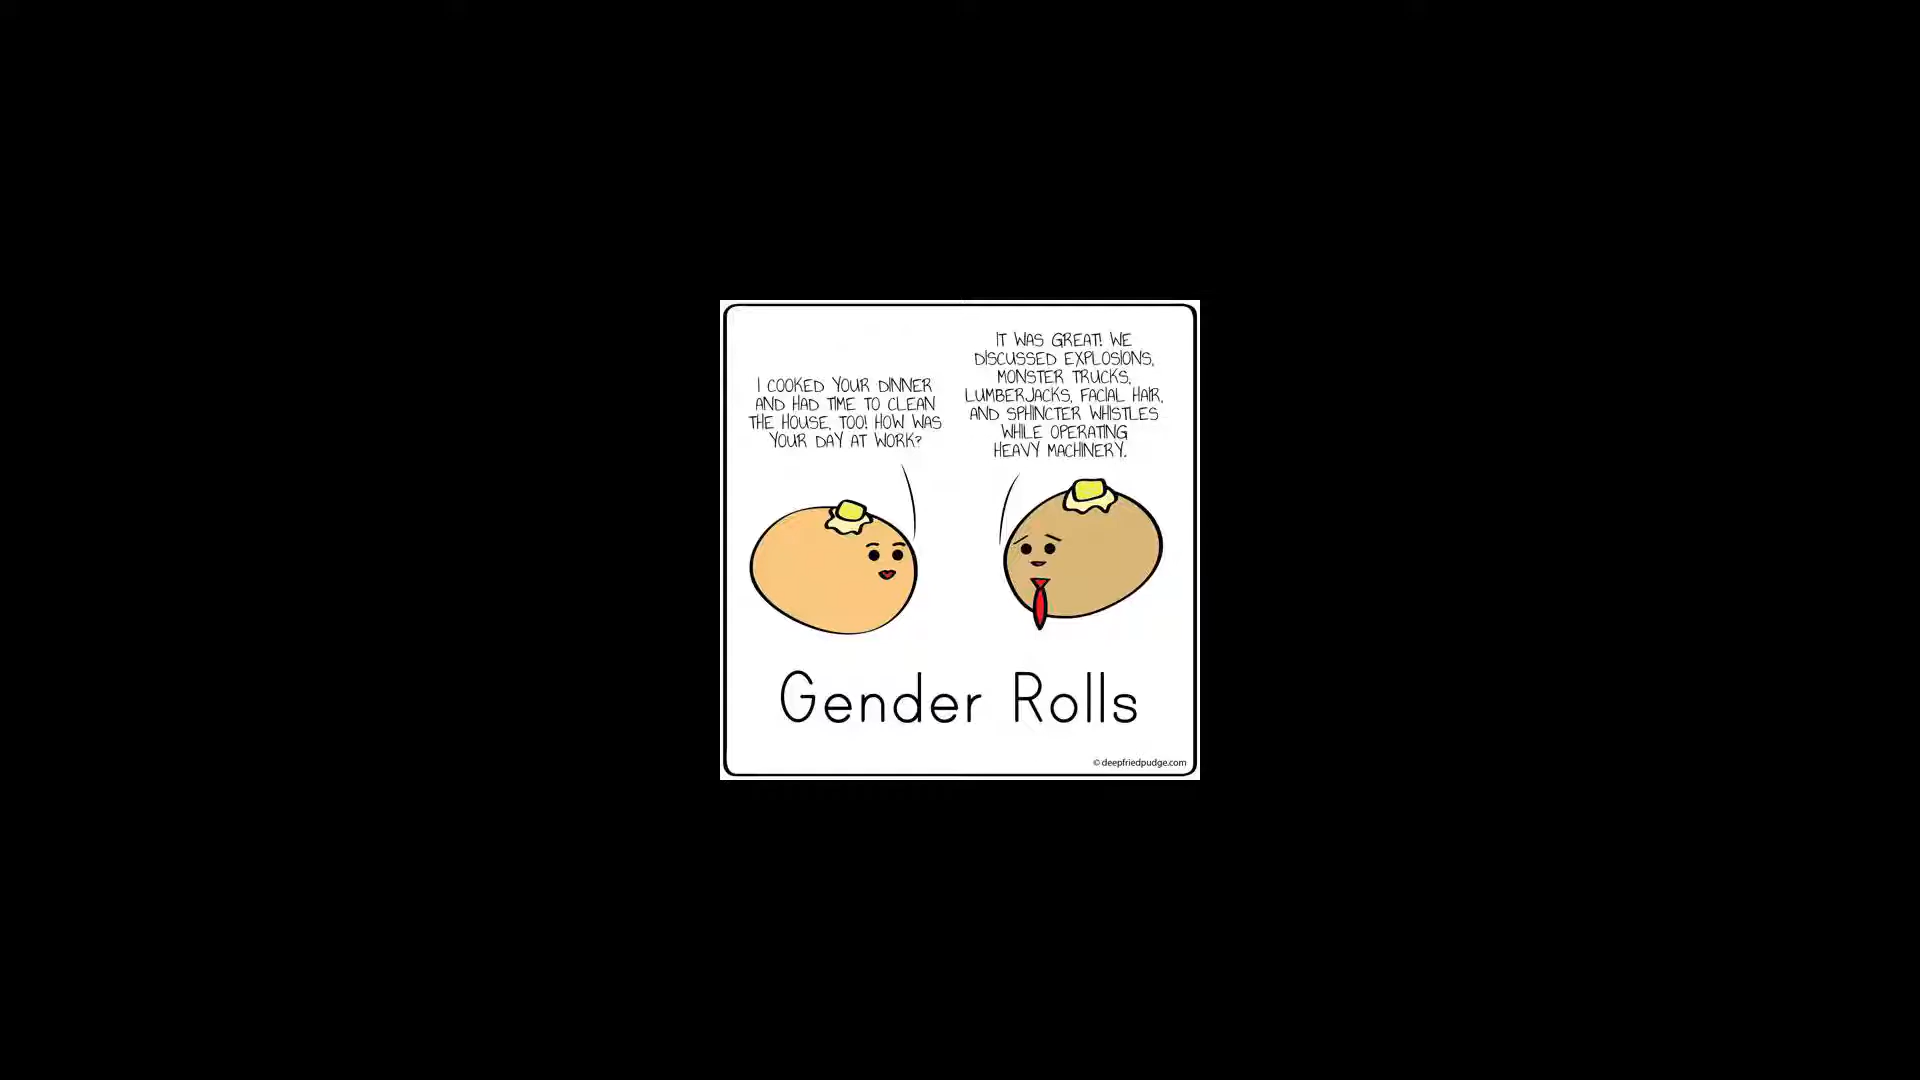 I COOKED YOUR DINNER
AND HAD TIME TO CLEAN
THE HOUSE, TOO! HOW WAS
YOUR DAY AT WORK?
IT WAS GREAT! WE
DISCUSSED EXPLOSIONS,
MONSTER TRUCKS,
LUMBERJACKS, FACIAL HAIR,
AND SPHINCTER WHISTLES
WHILE OPERATING
HEAVY MACHINERY.
Gender Rolls
© deepfriedpudge.com